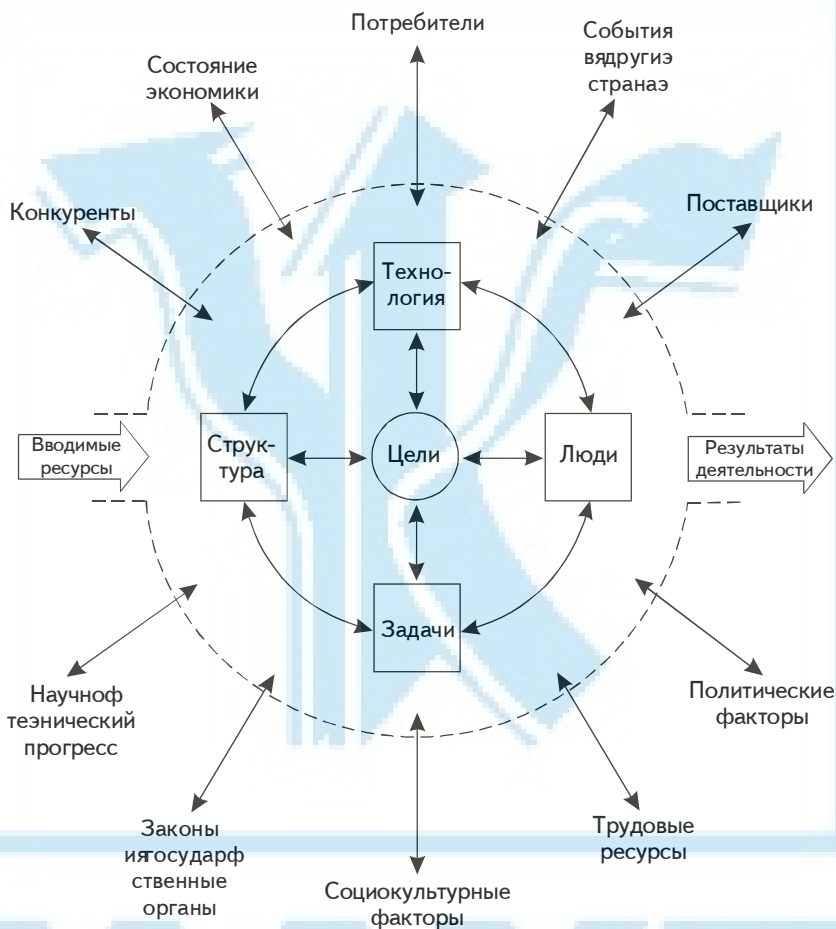 Потребители
События
вядругиэ
странаэ
Состояние
экономики
Конкуренты
Поставщики
Техно-
логия
Вводимые
ресурсы
Струк-
тура
Цели
Люди
Результаты
деятельности
Задачи
Научноф
теэнический
прогресс
Политические
факторы
Законы
иягосударф
ственные
органы
Трудовые
ресурсы
Социокультурные
факторы